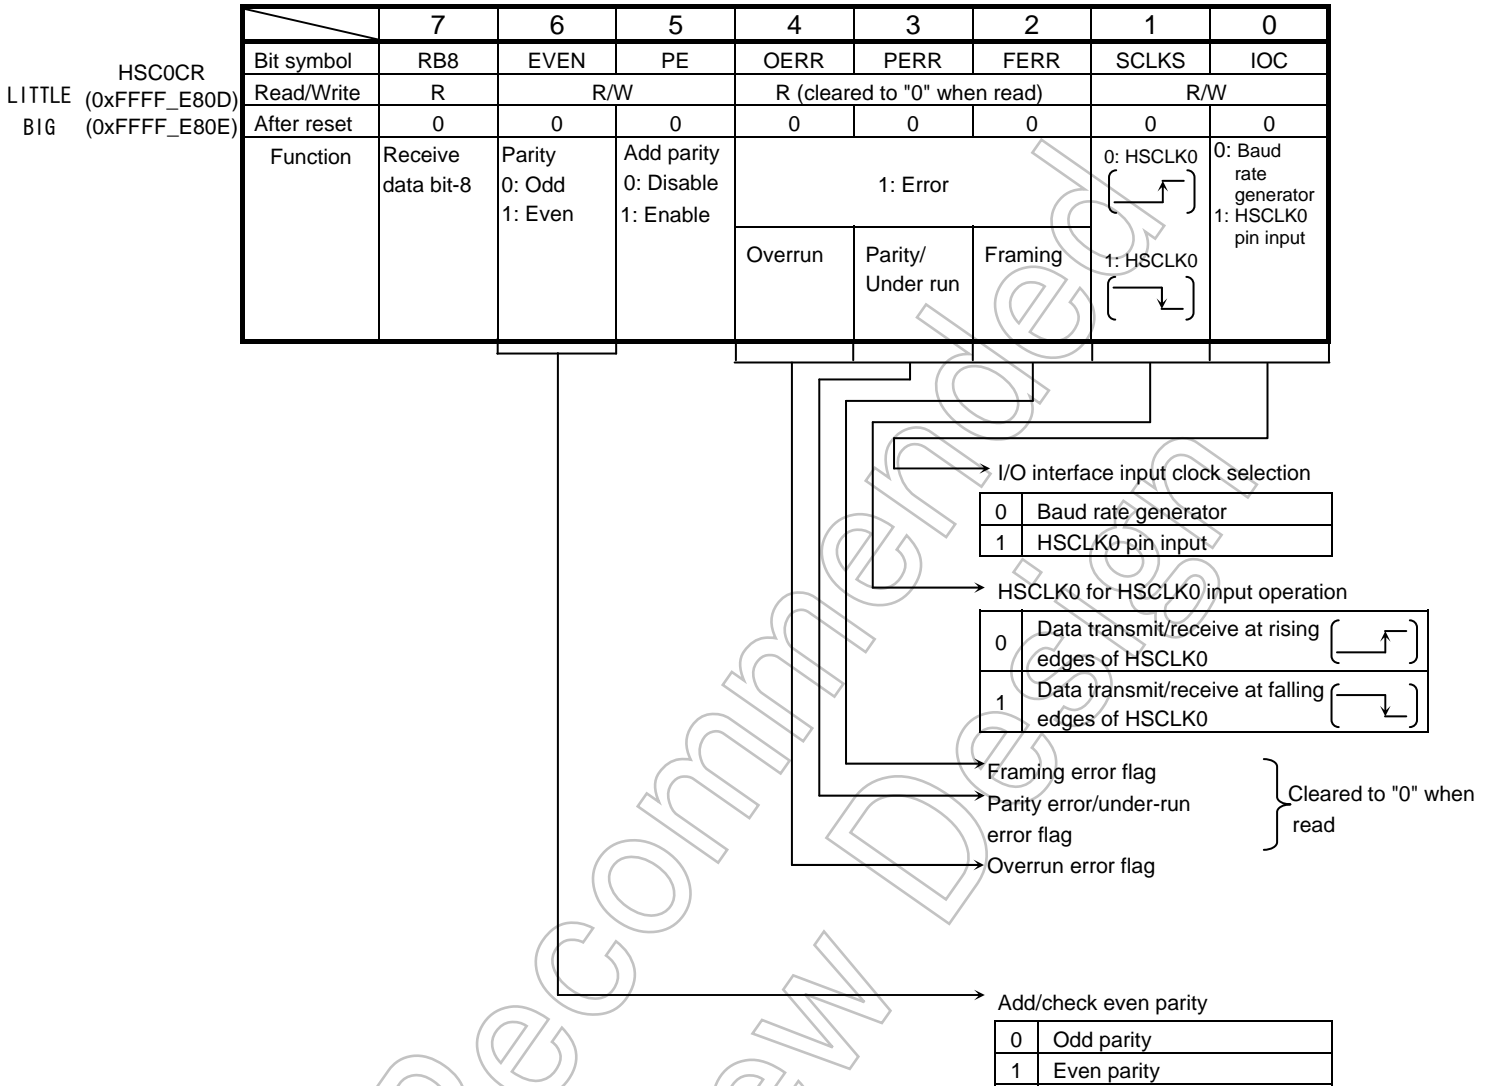 7 6 5 4 3 2 1 0
HSC0CR
LITTLE (0xFFFF_E80D)
BIG (0xFFFF_E80E)
Bit symbol RB8 EVEN PE OERR PERR FERR SCLKS IOC
Read/Write R R/W R (cleared to "0" when read) R/W
After reset 0 0 0 0 0 0 0 0
Function
Receive
data bit-8
Parity
0: Odd
1: Even
Add parity
0: Disable
1: Enable
1: Error
Overrun
Parity/
Under run
Framing
0: HSCLK0
1: HSCLK0
0: Baud
rate
generator
1: HSCLK0
pin input
I/O interface input clock selection
0 Baud rate generator
1 HSCLK0 pin input
HSCLK0 for HSCLK0 input operation
0 Data transmit/receive at rising
edges of HSCLK0
1 Data transmit/receive at falling
edges of HSCLK0
Framing error flag
Parity error/under-run
error flag
Overrun error flag
Cleared to "0" when
read
Add/check even parity
0 Odd parity
1 Even parity
Recommended
Design